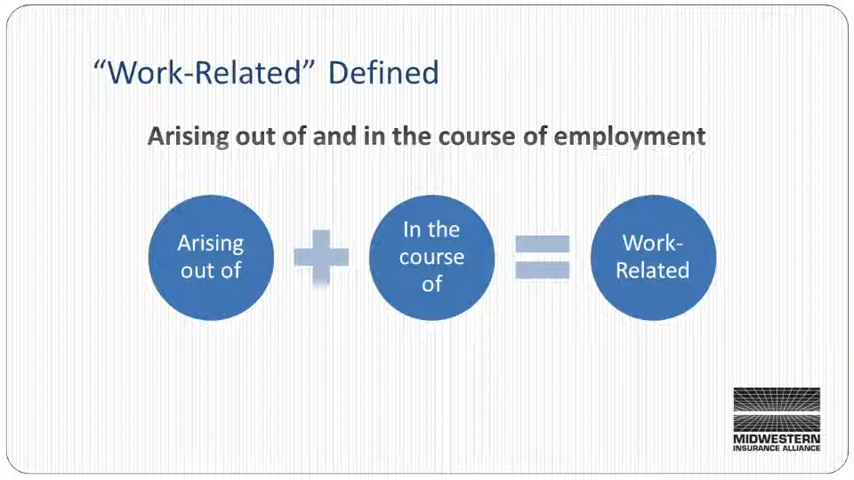 “Work-Related” Defined
Arising out of and in the course of employment
Arising
out of
In the
course
of
Work-
Related
MIDWESTERN
INSURANCE ALLIANCE